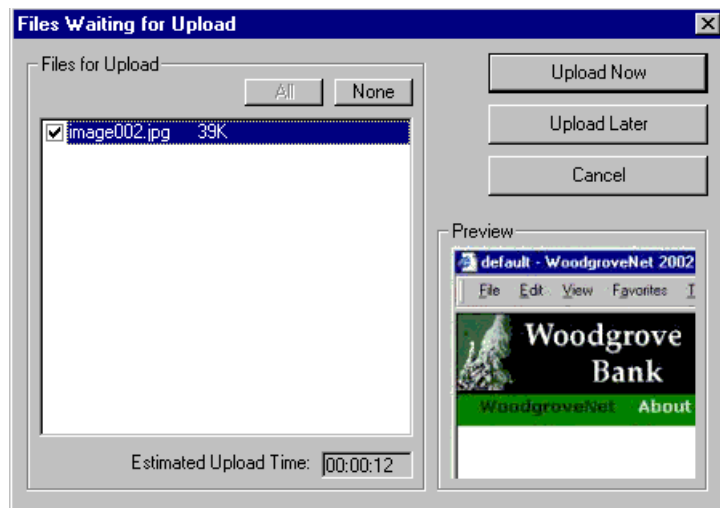 Files Waiting for Upload
Files for Upload
All
None
image002.jpg 39K
Estimated Upload Time: 00:00:12
Upload Now
Upload Later
Cancel
Preview
default - WoodgroveNet 2002
File Edit View Favorites T
Woodgrove
Bank
WoodgroveNet About